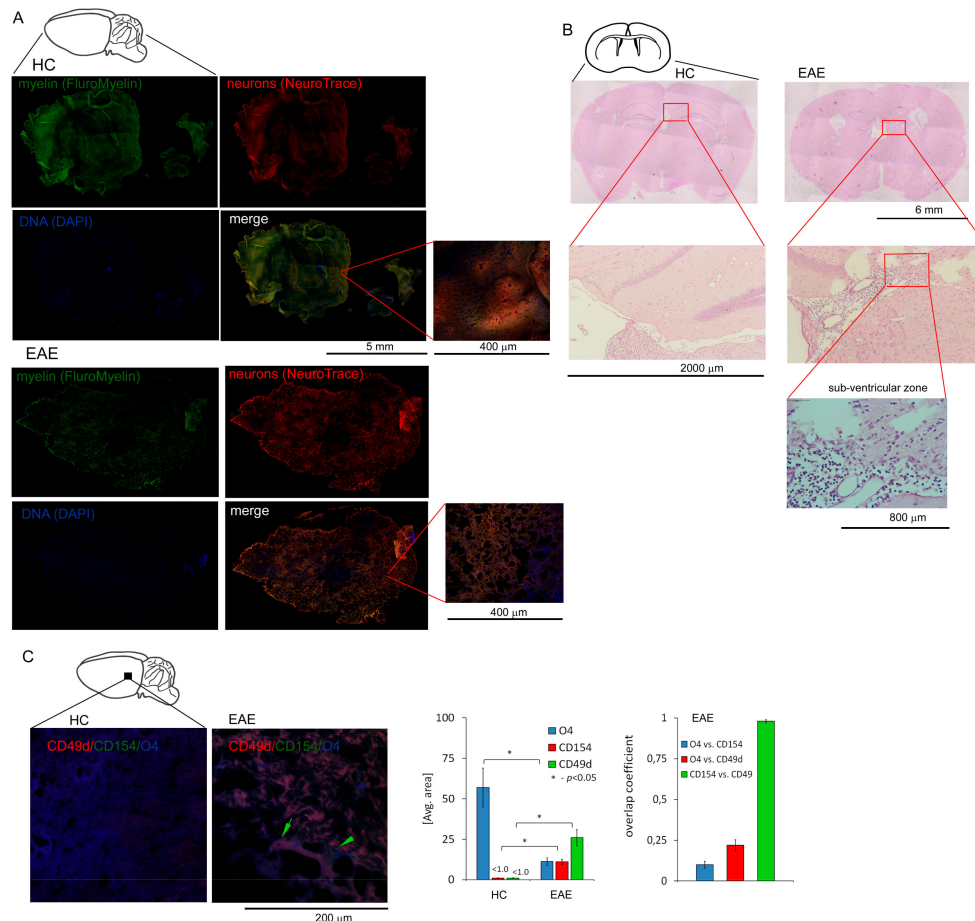 A
HC
myelin (FluroMyelin)
neurons (NeuroTrace)
DNA (DAPI)
merge
5 mm
400 μm
EAE
myelin (FluroMyelin)
neurons (NeuroTrace)
DNA (DAPI)
merge
400 μm
B
HC
EAE
6 mm
2000 μm
sub-ventricular zone
800 μm
C
HC
EAE
CD49d/CD154/O4
CD49d/CD154/O4
200 μm
[Avg. area]
100
75
50
25
0
O4
CD154
CD49d
* - p<0.05
*
*
*
<1.0
<1.0
HC
EAE
overlap coefficient
1
0,75
0,5
0,25
0
EAE
O4 vs. CD154
O4 vs. CD49d
CD154 vs. CD49